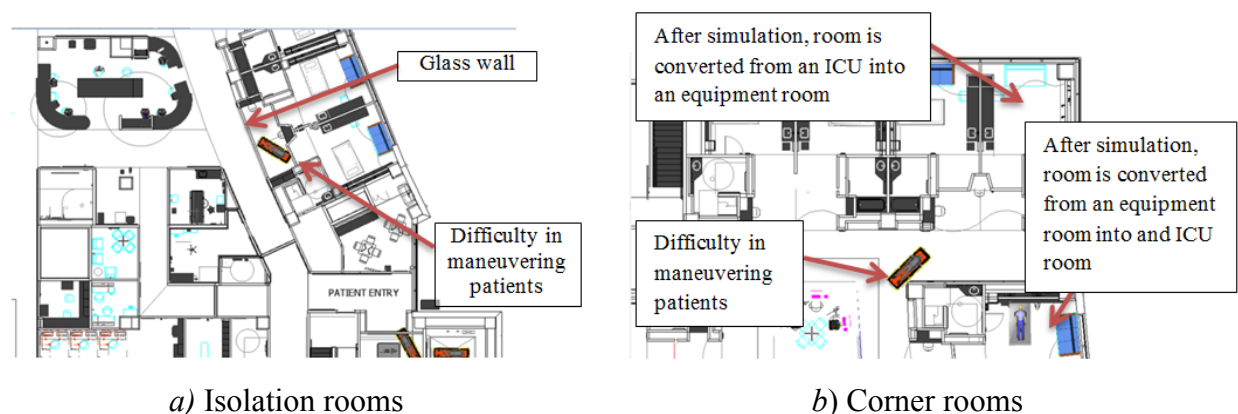 Glass wall
Difficulty in
maneuvering
patients
PATIENT ENTRY
a) Isolation rooms
After simulation, room is
converted from an ICU into
an equipment room
After simulation,
room is converted
from an equipment
room into and ICU
room
Difficulty in
maneuvering
patients
b) Corner rooms